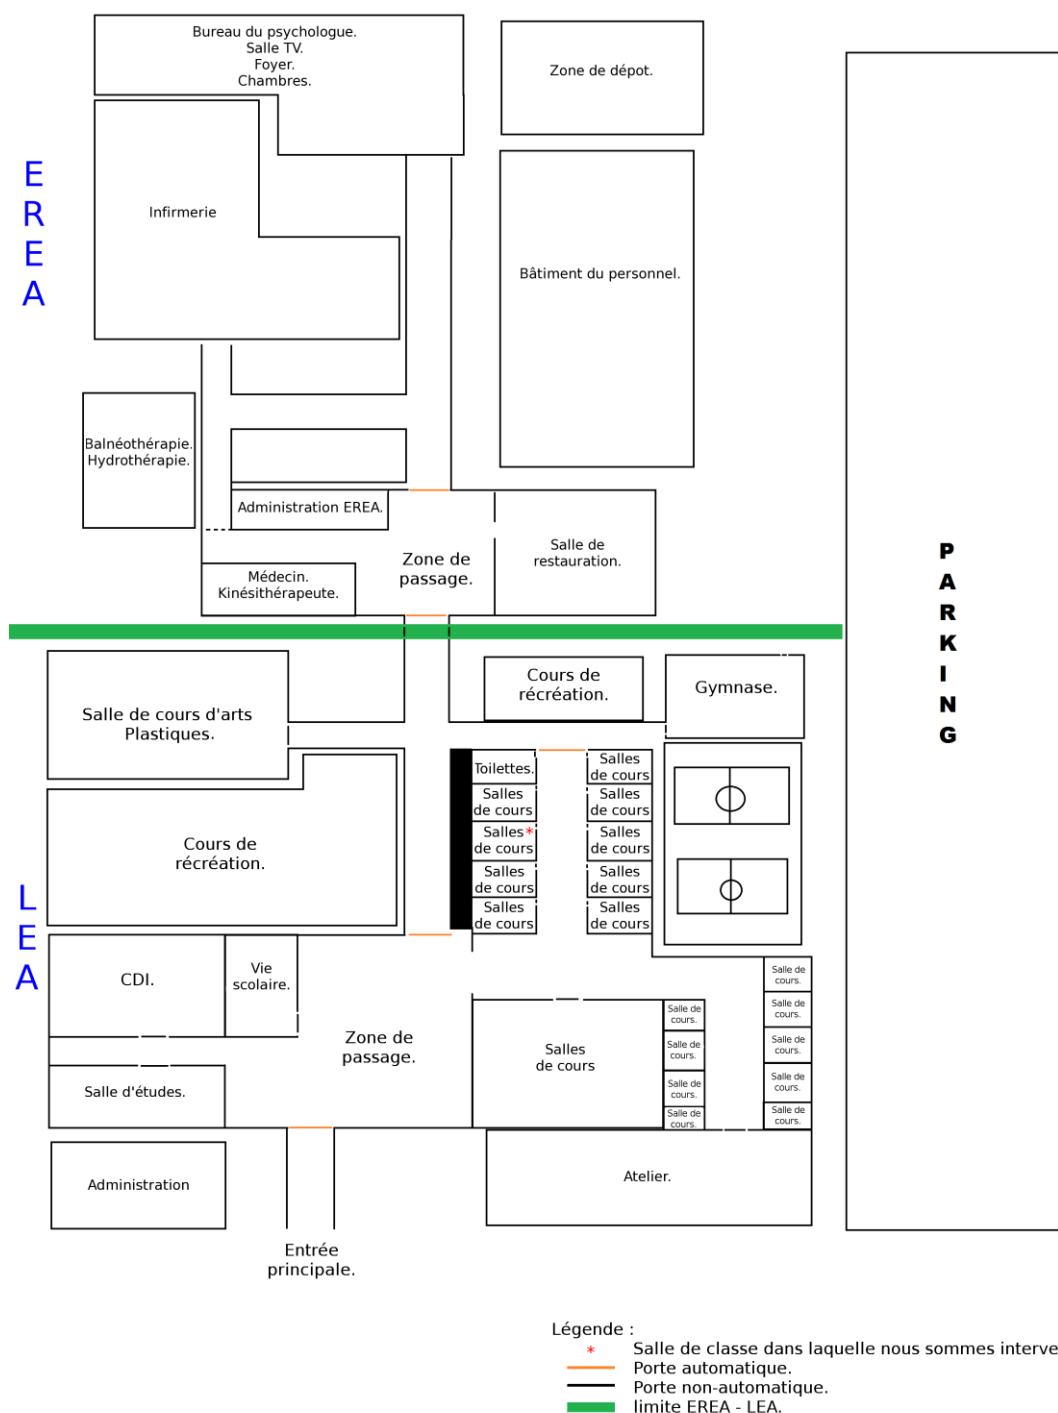 Bureau du psychologue.
Salle TV.
Foyer.
Chambres.
Zone de dépot.
E
R
E
A
Infirmerie
Bâtiment du personnel.
Balnéothérapie.
Hydrothérapie.
Administration EREA.
Zone de
passage.
Salle de
restauration.
Médecin.
Kinésithérapeute.
P
A
R
K
I
N
G
Cours de
récréation.
Gymnase.
Salle de cours d'arts
Plastiques.
Toilettes.
Salles
de cours
Salles
de cours
Salles
de cours
Salles*
de cours
Salles
de cours
Salles
de cours
Salles
de cours
Salles
de cours
Salles
de cours
Cours de
récréation.
L
E
A
CDI.
Vie
scolaire.
Zone de
passage.
Salles
de cours
Salle de
cours.
Salle de
cours.
Salle de
cours.
Salle de
cours.
Salle de
cours.
Salle de
cours.
Salle de
cours.
Salle de
cours.
Salle de
cours.
Salle d'études.
Administration
Atelier.
Entrée
principale.
Légende :
* Salle de classe dans laquelle nous sommes interve
Porte automatique.
Porte non-automatique.
limite EREA - LEA.